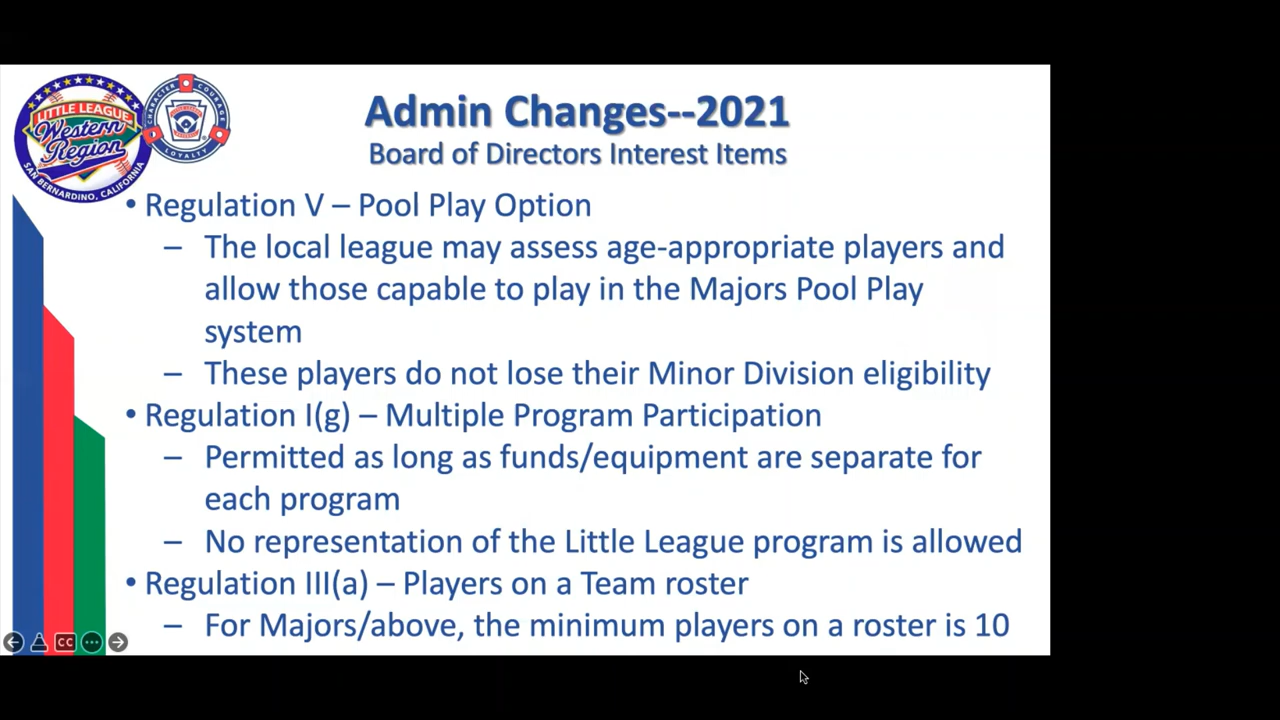 LITTLE LEAGUE
Western
Region
SAN BERNARDINO, CALIFORNIA
CHARACTER COURAGE
LOYALTY
Admin Changes--2021
Board of Directors Interest Items
• Regulation V – Pool Play Option
– The local league may assess age-appropriate players and
allow those capable to play in the Majors Pool Play
system
– These players do not lose their Minor Division eligibility
• Regulation I(g) – Multiple Program Participation
– Permitted as long as funds/equipment are separate for
each program
– No representation of the Little League program is allowed
• Regulation III(a) – Players on a Team roster
– For Majors/above, the minimum players on a roster is 10
CC